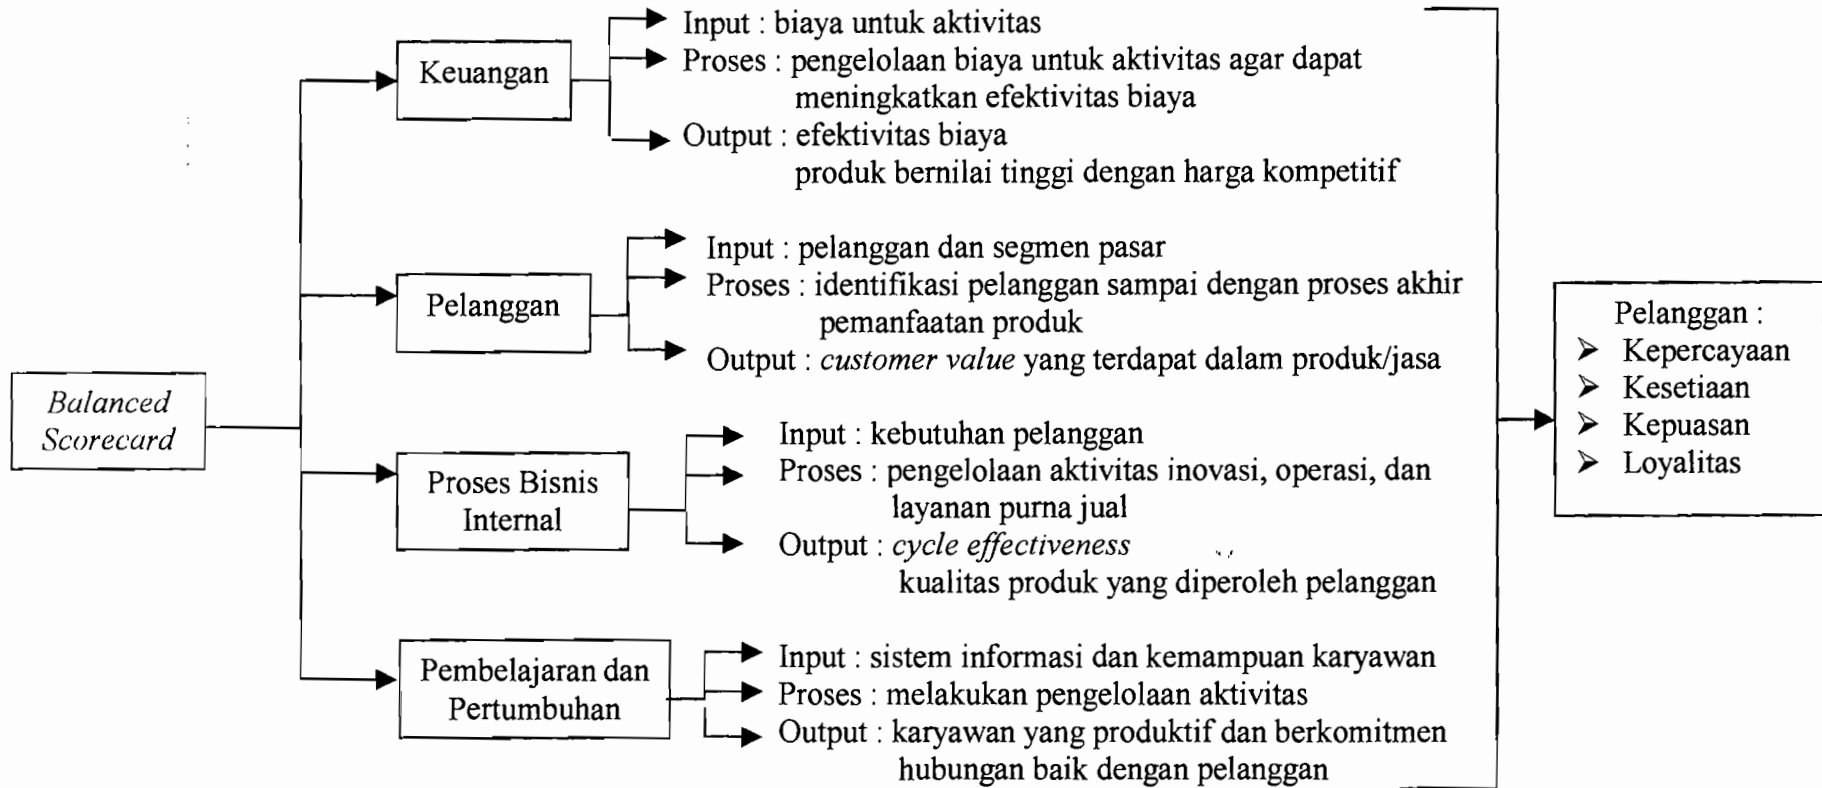 Balanced
Scorecard
Keuangan
Input : biaya untuk aktivitas
Proses : pengelolaan biaya untuk aktivitas agar dapat
meningkatkan efektivitas biaya
Output : efektivitas biaya
produk bernilai tinggi dengan harga kompetitif
Pelanggan
Input : pelanggan dan segmen pasar
Proses : identifikasi pelanggan sampai dengan proses akhir
pemanfaatan produk
Output : customer value yang terdapat dalam produk/jasa
Proses Bisnis
Internal
Input : kebutuhan pelanggan
Proses : pengelolaan aktivitas inovasi, operasi, dan
layanan purna jual
Output : cycle effectiveness
kualitas produk yang diperoleh pelanggan
Pembelajaran dan
Pertumbuhan
Input : sistem informasi dan kemampuan karyawan
Proses : melakukan pengelolaan aktivitas
Output : karyawan yang produktif dan berkomitmen
hubungan baik dengan pelanggan
Pelanggan :
➤ Kepercayaan
➤ Kesetiaan
➤ Kepuasan
➤ Loyalitas